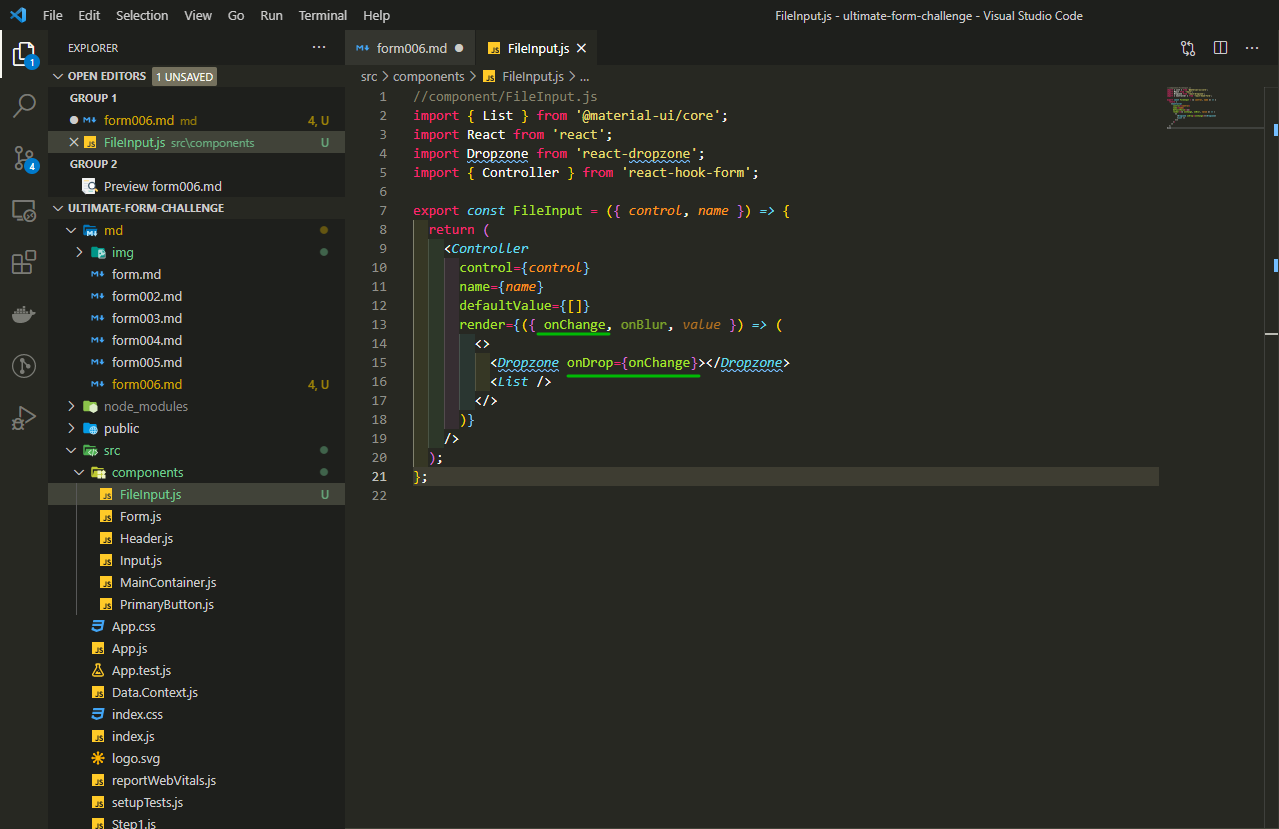 File Edit Selection View Go Run Terminal Help FileInput.js - ultimate-form-challenge - Visual Studio Code
EXPLORER ...
OPEN EDITORS 1 UNSAVED
GROUP 1
form006.md md 4, U
FileInput.js src\components U
GROUP 2
Preview form006.md
ULTIMATE-FORM-CHALLENGE
md
img
form.md
form002.md
form003.md
form004.md
form005.md
form006.md 4, U
node_modules
public
src
components
FileInput.js U
Form.js
Header.js
Input.js
MainContainer.js
PrimaryButton.js
App.css
App.js
App.test.js
Data.Context.js
index.css
index.js
logo.svg
reportWebVitals.js
setupTests.js
Step1.js
1
4
form006.md
FileInput.js
src > components > FileInput.js > ...
1 //component/FileInput.js
2 import { List } from '@material-ui/core';
3 import React from 'react';
4 import Dropzone from 'react-dropzone';
5 import { Controller } from 'react-hook-form';
6
7 export const FileInput = ({ control, name }) => {
8 return (
9 <Controller
10 control={control}
11 name={name}
12 defaultValue={[]}
13 render={({ onChange, onBlur, value }) => (
14 <>
15 <Dropzone onDrop={onChange}></Dropzone>
16 <List />
17 </>
18 )}
19 />
20 );
21 };
22